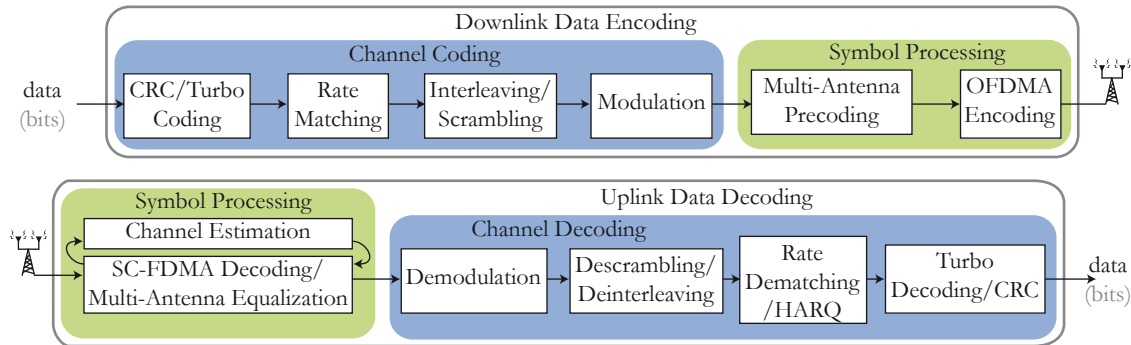 Downlink Data Encoding
Channel Coding
Symbol Processing
data
(bits)
CRC/Turbo
Coding
Rate
Matching
Interleaving/
Scrambling
Modulation
Multi-Antenna
Precoding
OFDMA
Encoding
Uplink Data Decoding
Symbol Processing
Channel Decoding
Channel Estimation
SC-FDMA Decoding/
Multi-Antenna Equalization
Demodulation
Descrambling/
Deinterleaving
Rate
Dematching
/HARQ
Turbo
Decoding/CRC
data
(bits)